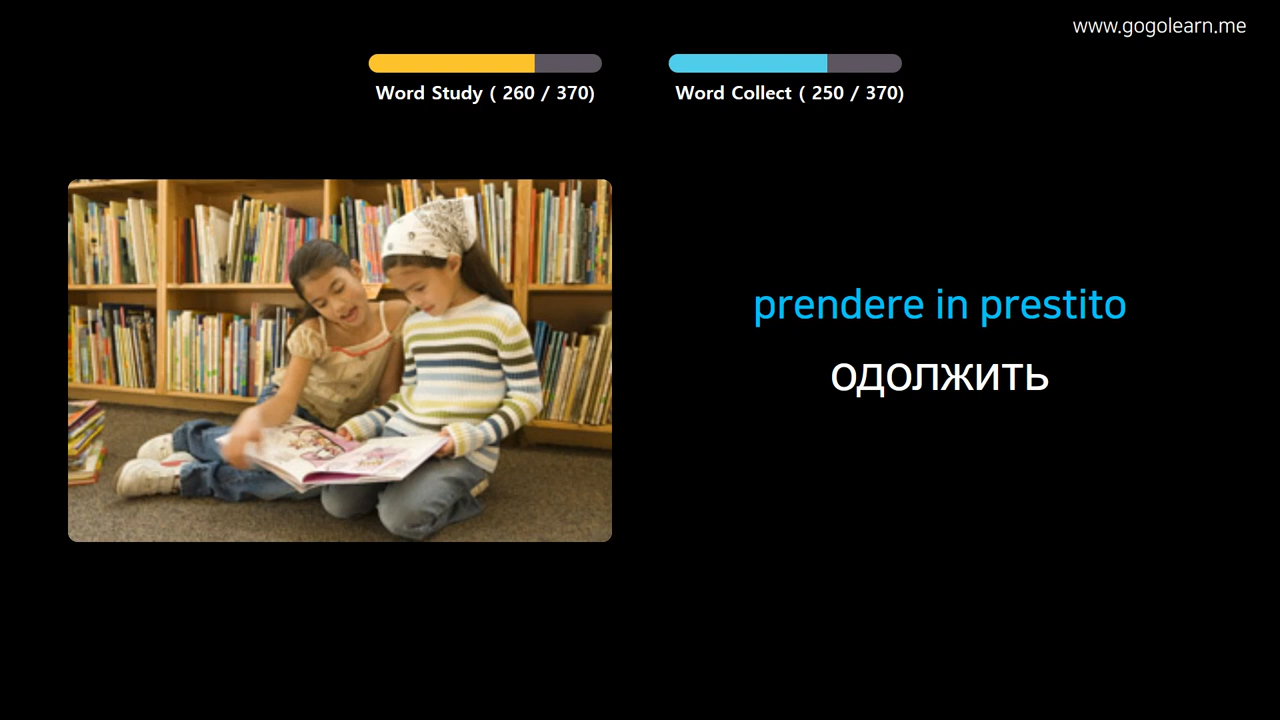 www.gogolearn.me
Word Study ( 260 / 370)
Word Collect ( 250 / 370)
prendere in prestito
одолжить